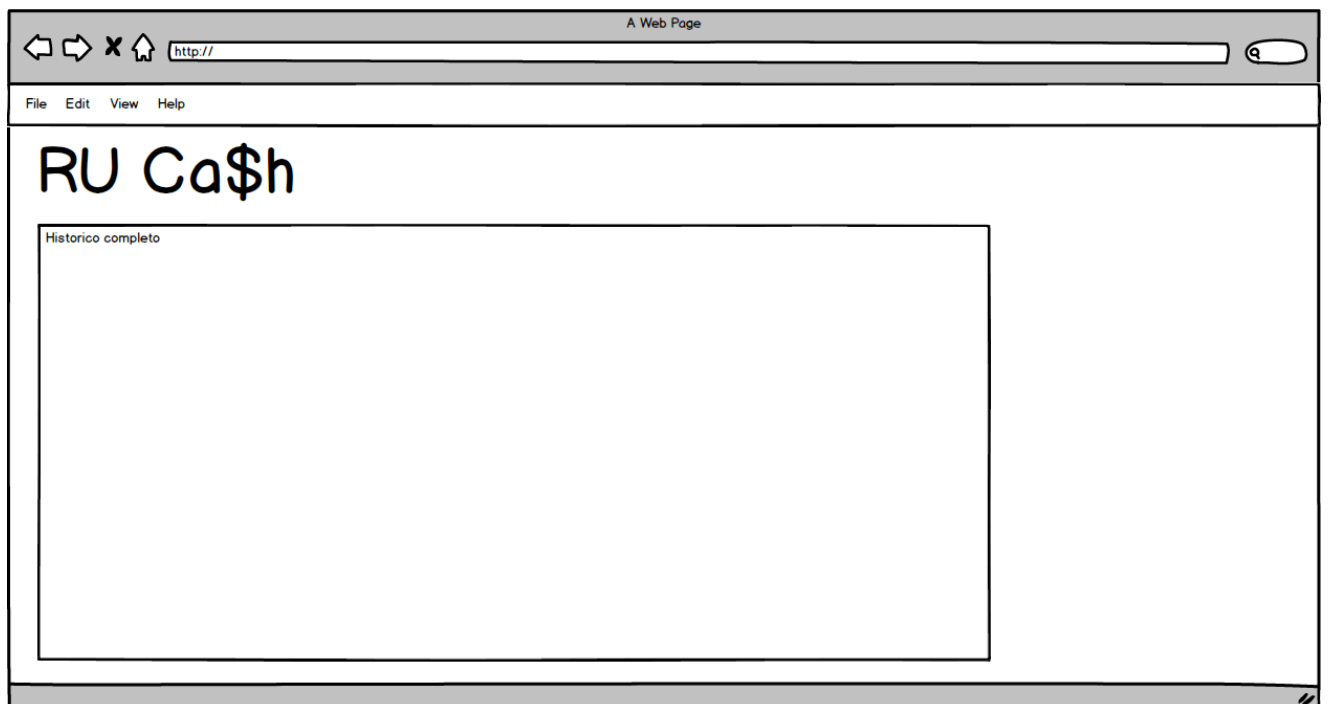 A Web Page
http://
File Edit View Help
RU Ca$h
Historico completo